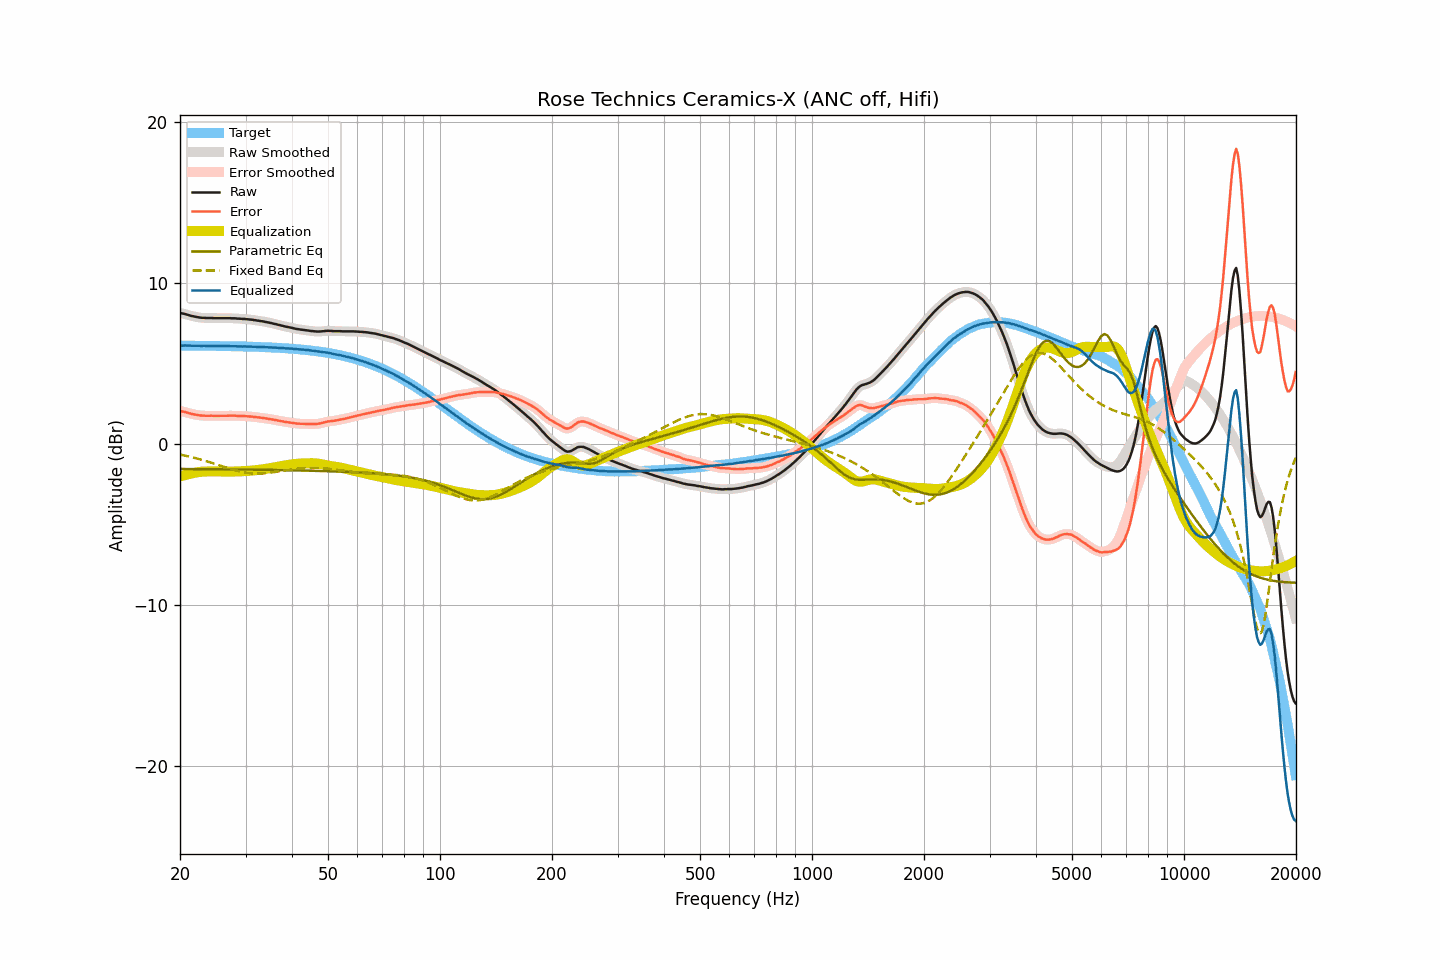 Rose Technics Ceramics-X (ANC off, Hifi)
20
10
0
−10
−20
Amplitude (dBr)
Target
Raw Smoothed
Error Smoothed
Raw
Error
Equalization
Parametric Eq
Fixed Band Eq
Equalized
20 50 100 200 500 1000 2000 5000 10000 20000
Frequency (Hz)